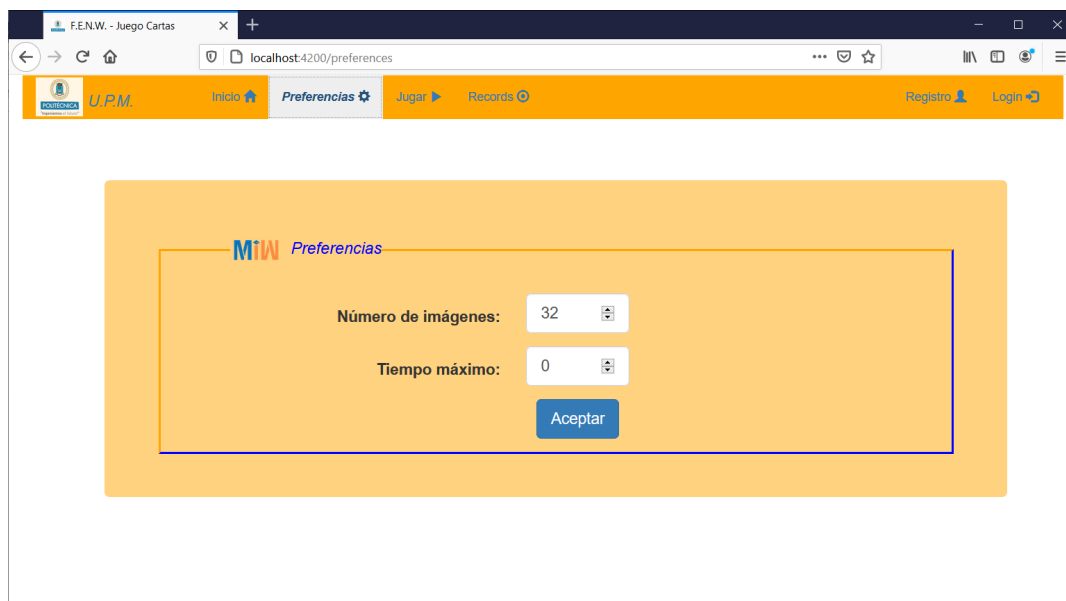 F.E.N.W. - Juego Cartas
localhost:4200/preferences
POLITÉCNICA
U.P.M.
Inicio
Preferencias
Jugar
Records
Registro
Login
MiW Preferencias
Número de imágenes: 32
Tiempo máximo: 0
Aceptar